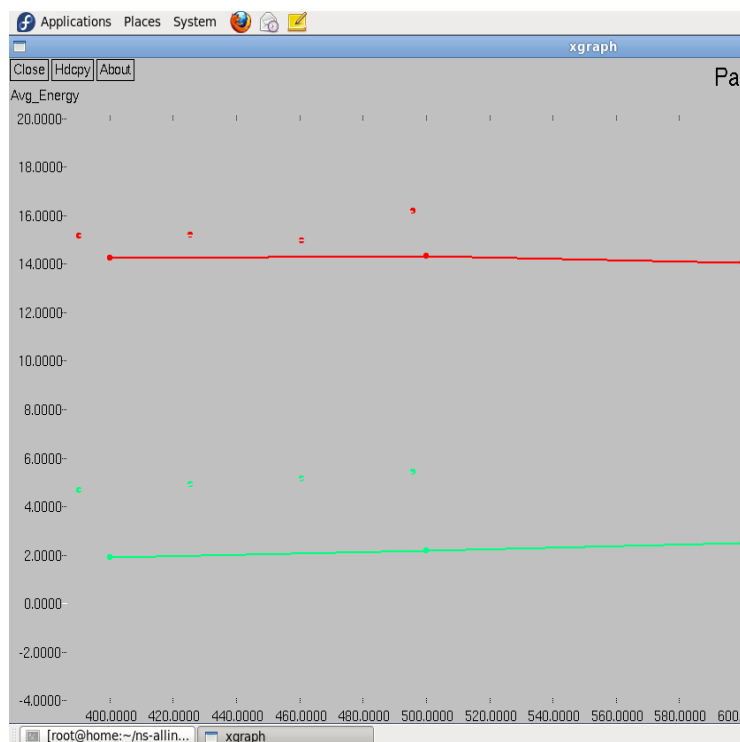 Applications Places System
xgraph
Close Hdcpy About
Pa
Avg_Energy
20.0000
18.0000
16.0000
14.0000
12.0000
10.0000
8.0000
6.0000
4.0000
2.0000
0.0000
-2.0000
-4.0000
400.0000 420.0000 440.0000 460.0000 480.0000 500.0000 520.0000 540.0000 560.0000 580.0000 600.
[root@home:~/ns-allin... xgraph